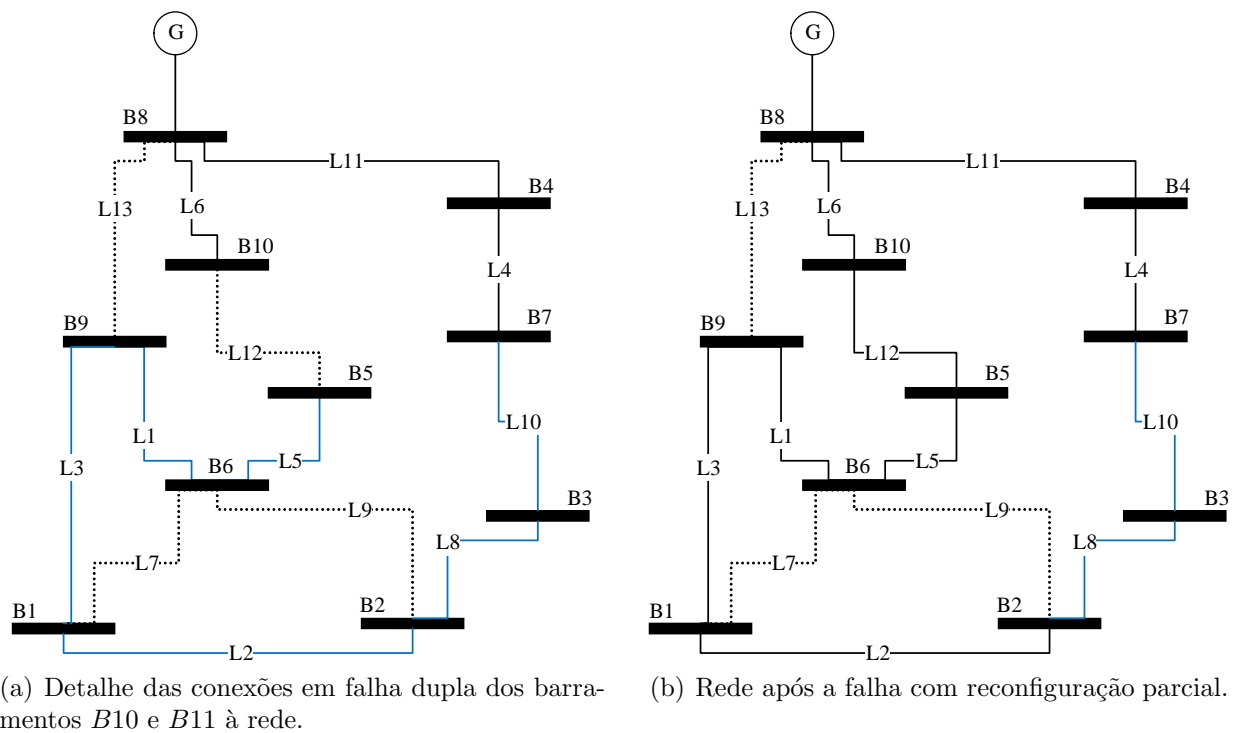 G
B8
L11
B4
L13
L6
B10
L4
B9
B7
L12
B5
L10
L1
B6
L5
L3
B3
L9
L8
L7
B1
B2
L2
(a) Detalhe das conexões em falha dupla dos barra-
mentos B10 e B11 à rede.
G
B8
L11
B4
L13
L6
B10
L4
B9
B7
L12
B5
L10
L1
B6
L5
L3
B3
L9
L8
L7
B1
B2
L2
(b) Rede após a falha com reconfiguração parcial.